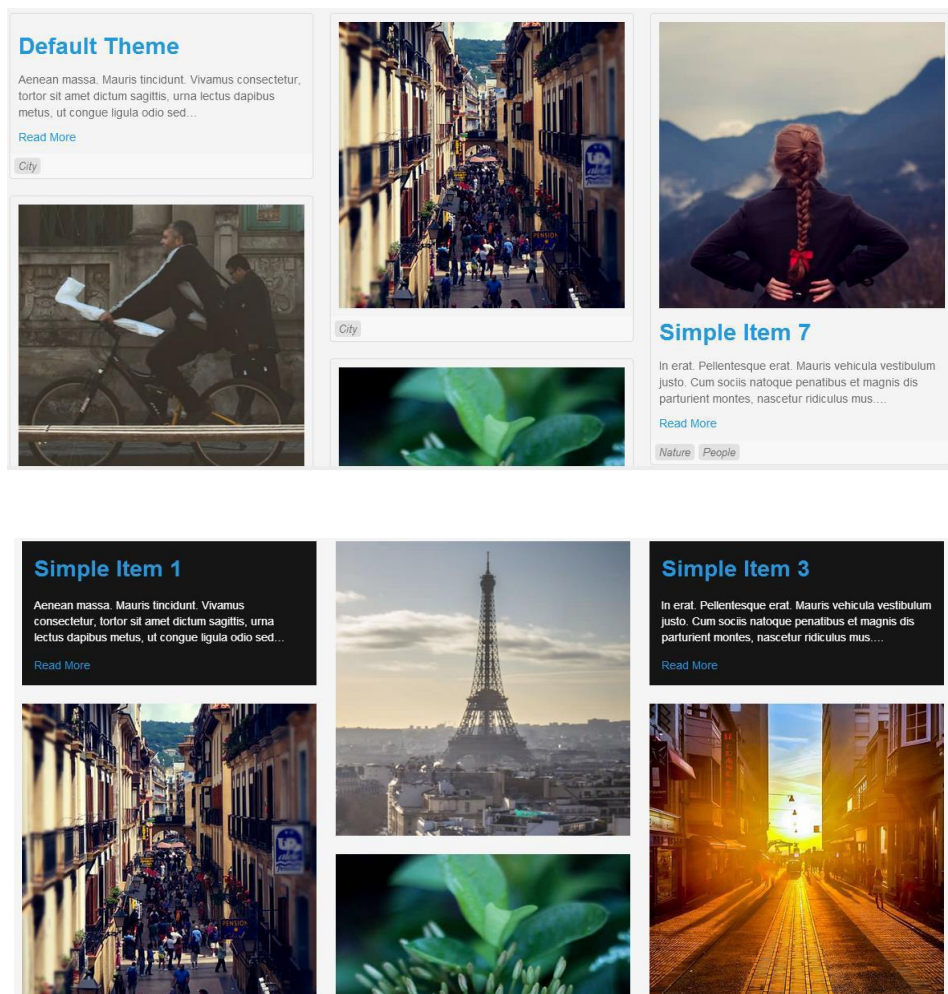 Default Theme
Aenean massa. Mauris tincidunt. Vivamus consectetur,
tortor sit amet dictum sagittis, urna lectus dapibus
metus, ut congue ligula odio sed...
Read More
City
PENSION
City
Simple Item 7
In erat. Pellentesque erat. Mauris vehicula vestibulum
justo. Cum sociis natoque penatibus et magnis dis
parturient montes, nascetur ridiculus mus....
Read More
Nature People
Simple Item 1
Aenean massa. Mauris tincidunt. Vivamus
consectetur, tortor sit amet dictum sagittis, urna
lectus dapibus metus, ut congue ligula odio sed...
Read More
PENSION
Simple Item 3
In erat. Pellentesque erat. Mauris vehicula vestibulum
justo. Cum sociis natoque penatibus et magnis dis
parturient montes, nascetur ridiculus mus....
Read More